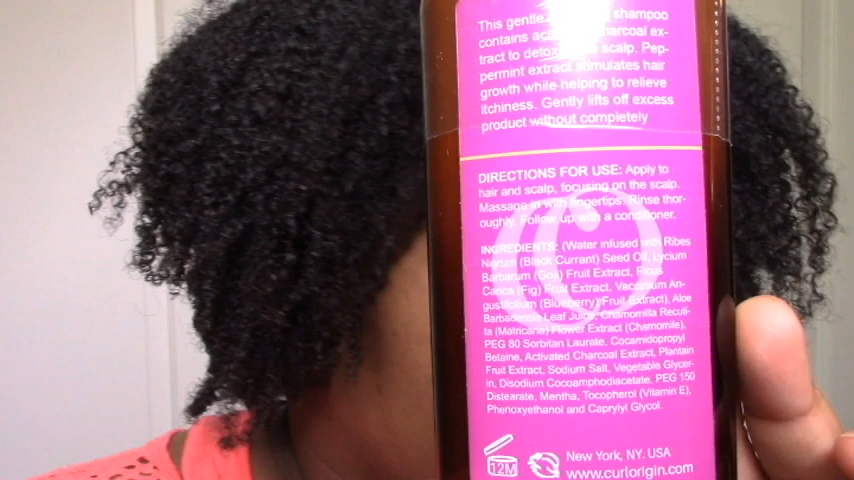 This gentle shampoo
contains charcoal ex-
tract to detox scalp. Pep-
permint extract stimulates hair
growth while helping to relieve
itchiness. Gently lifts off excess
product without completely
DIRECTIONS FOR USE: Apply to
hair and scalp, focusing on the scalp.
Massage in with fingertips. Rinse thor-
oughly. Follow up with a conditioner.
INGREDIENTS: (Water infused with Ribes
Nigrum (Black Currant) Seed Oil, Lycium
Barbarum (Goji) Fruit Extract, Ficus
Carica (Fig) Fruit Extract, Vaccinium An-
gustifolium (Blueberry) Fruit Extract), Aloe
Barbadensis Leaf Juice, Chamomilla Recuti-
ta (Matricaria) Flower Extract (Chamomile),
PEG 80 Sorbitan Laurate, Cocamidopropyl
Betaine, Activated Charcoal Extract, Plantain
Fruit Extract, Sodium Salt, Vegetable Glycer-
in, Disodium Cocoamphodiacetate, PEG 150
Distearate, Mentha, Tocopherol (Vitamin E),
Phenoxyethanol and Caprylyl Glycol.
12M
New York, NY. USA
www.curlorigin.com